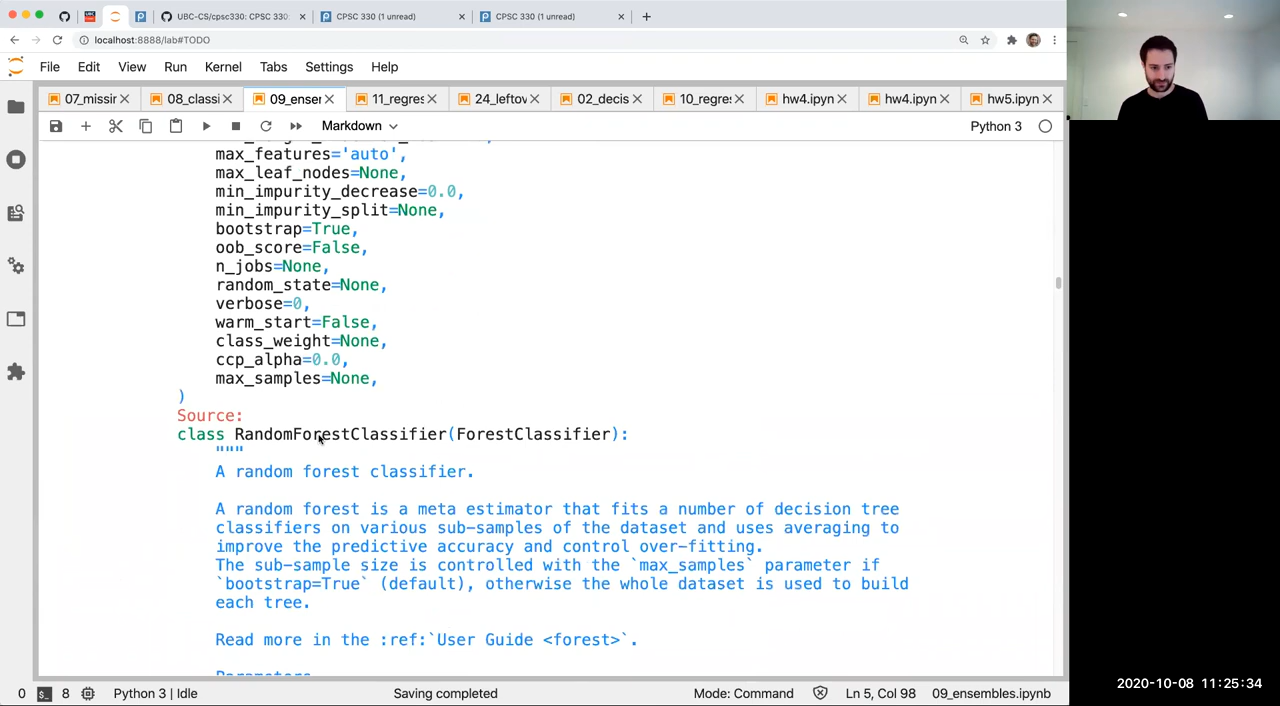 UBC-CS/cpsc330: CPSC 330:
CPSC 330 (1 unread)
CPSC 330 (1 unread)
localhost:8888/lab#TODO
File Edit View Run Kernel Tabs Settings Help
07_missir
08_classi
09_ensem
11_regres
24_leftov
02_decis
10_regre
hw4.ipyn
hw4.ipyn
hw5.ipyn
Markdown
Python 3
max_features='auto',
max_leaf_nodes=None,
min_impurity_decrease=0.0,
min_impurity_split=None,
bootstrap=True,
oob_score=False,
n_jobs=None,
random_state=None,
verbose=0,
warm_start=False,
class_weight=None,
ccp_alpha=0.0,
max_samples=None,
)
Source:
class RandomForestClassifier(ForestClassifier):
"""
A random forest classifier.
A random forest is a meta estimator that fits a number of decision tree
classifiers on various sub-samples of the dataset and uses averaging to
improve the predictive accuracy and control over-fitting.
The sub-sample size is controlled with the `max_samples` parameter if
`bootstrap=True` (default), otherwise the whole dataset is used to build
each tree.
Read more in the :ref:`User Guide <forest>`.
Parameters
0 8 Python 3 | Idle Saving completed Mode: Command Ln 5, Col 98 09_ensembles.ipynb
2020-10-08 11:25:34